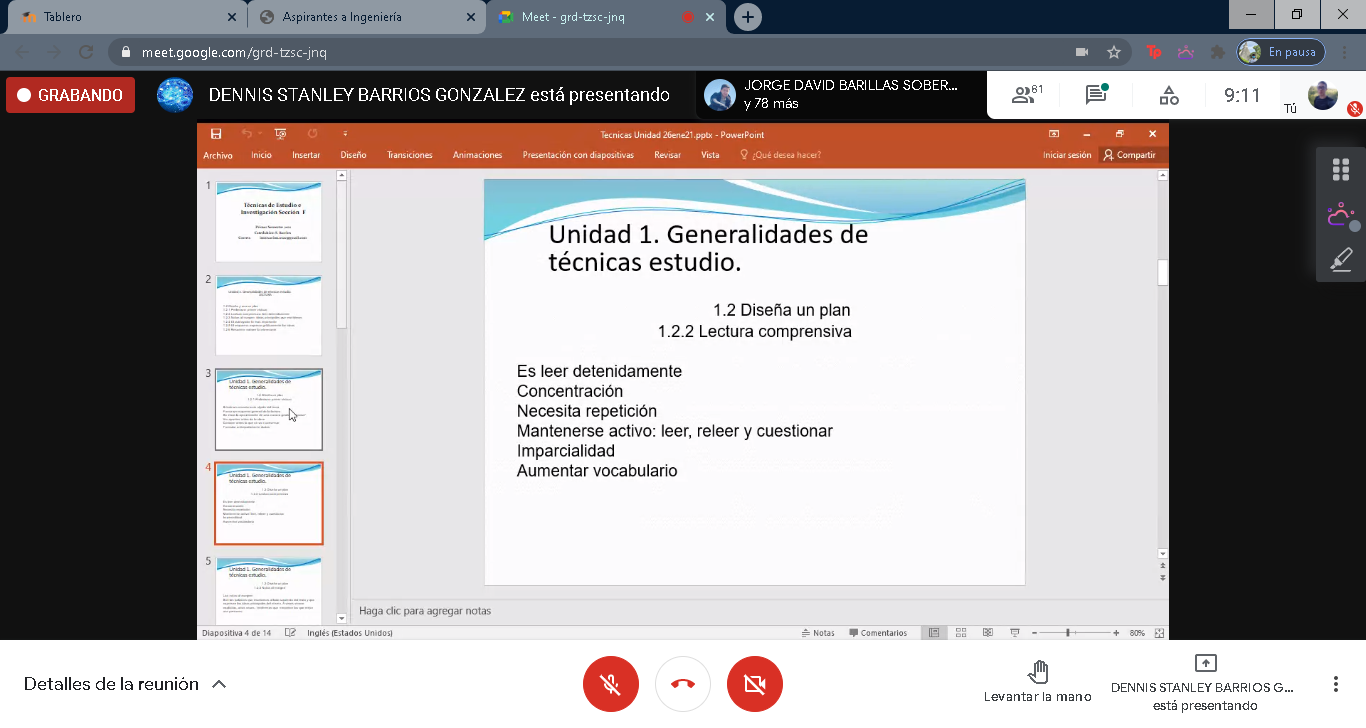 Tablero
Aspirantes a Ingeniería
Meet - grd-tzsc-jnq
meet.google.com/grd-tzsc-jnq
Tp
En pausa
GRABANDO
DENNIS STANLEY BARRIOS GONZALEZ está presentando
JORGE DAVID BARILLAS SOBER...
y 78 más
81
9:11
Tú
Tecnicas Unidad 26ene21.pptx - PowerPoint
Archivo Inicio Insertar Diseño Transiciones Animaciones Presentación con diapositivas Revisar Vista ¿Qué desea hacer? Iniciar sesión Compartir
1
Técnicas de Estudio e
Investigación Sección F
2
3
Unidad 1. Generalidades de
técnicas estudio.
4
Unidad 1. Generalidades de
técnicas estudio.
5
Unidad 1. Generalidades de
técnicas estudio.
Unidad 1. Generalidades de
técnicas estudio.
1.2 Diseña un plan
1.2.2 Lectura comprensiva
Es leer detenidamente
Concentración
Necesita repetición
Mantenerse activo: leer, releer y cuestionar
Imparcialidad
Aumentar vocabulario
Haga clic para agregar notas
Diapositiva 4 de 14 Inglés (Estados Unidos) Notas Comentarios 80%
Detalles de la reunión
Levantar la mano
DENNIS STANLEY BARRIOS G...
está presentando